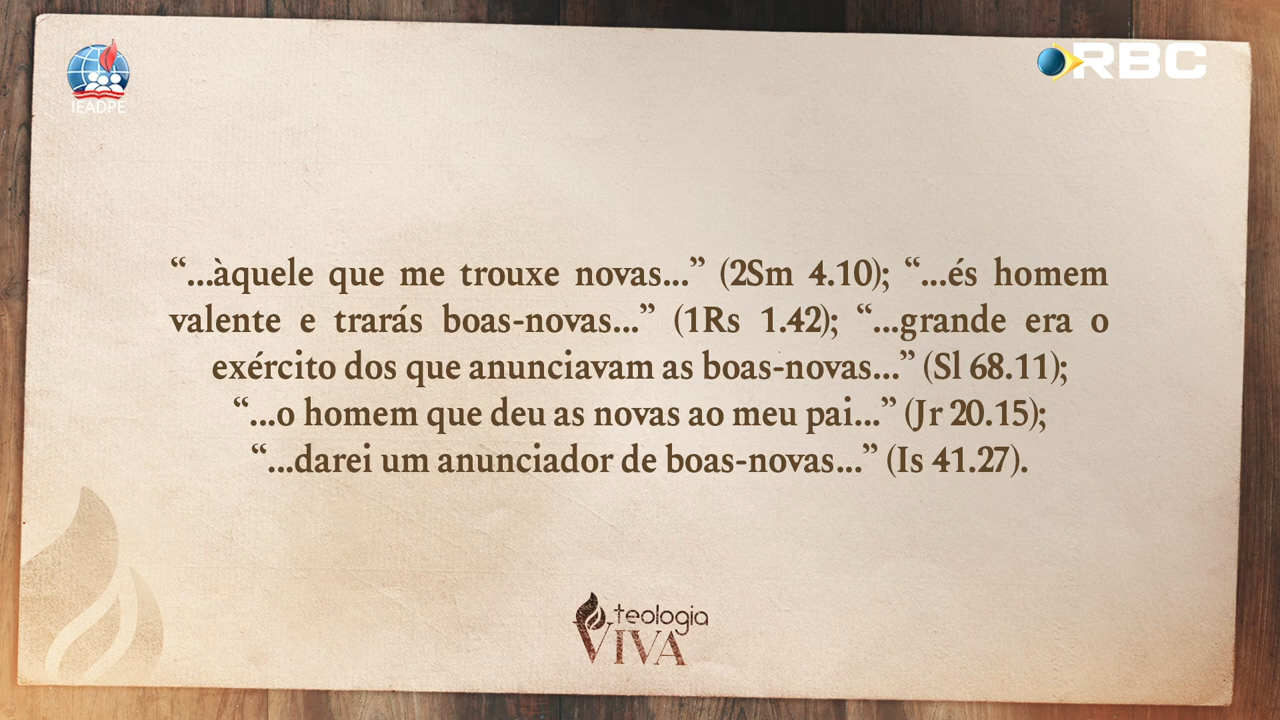 IEADPE
RBC
“...àquele que me trouxe novas...” (2Sm 4.10); “...és homem
valente e trarás boas-novas...” (1Rs 1.42); “...grande era o
exército dos que anunciavam as boas-novas...” (Sl 68.11);
“...o homem que deu as novas ao meu pai...” (Jr 20.15);
“...darei um anunciador de boas-novas...” (Is 41.27).
teologia
VIVA